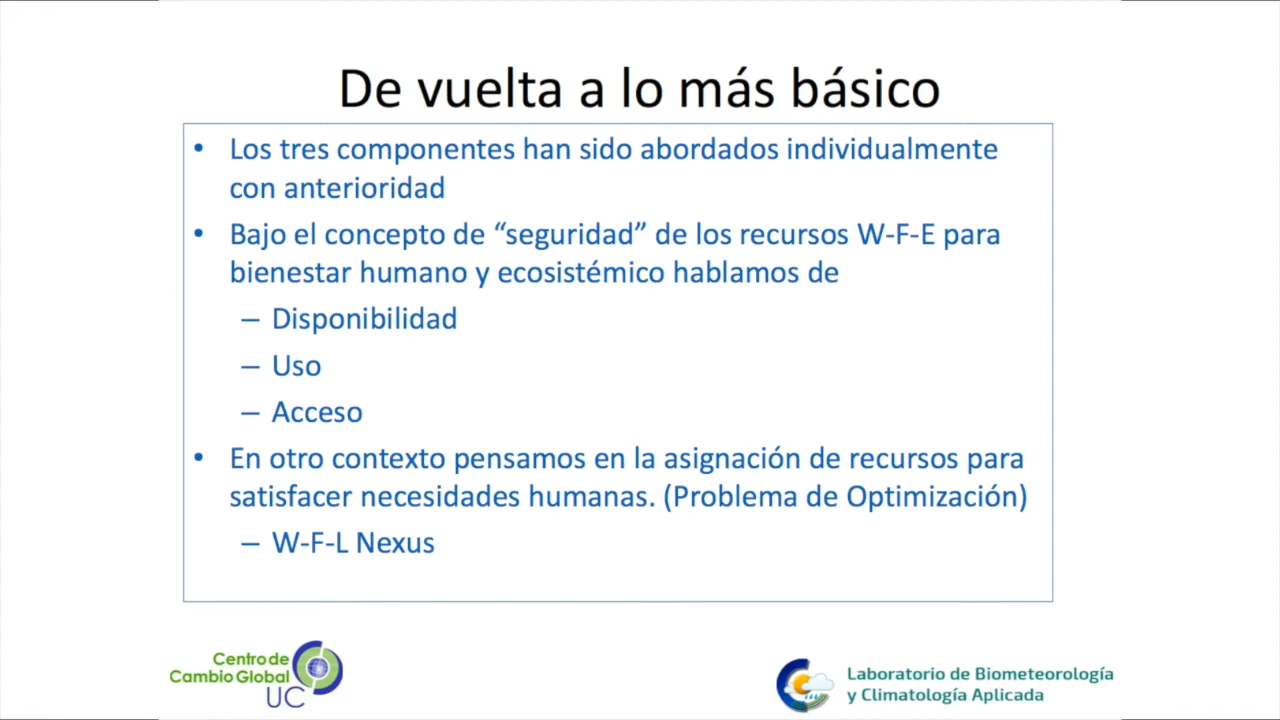 De vuelta a lo más básico
• Los tres componentes han sido abordados individualmente
con anterioridad
• Bajo el concepto de “seguridad” de los recursos W-F-E para
bienestar humano y ecosistémico hablamos de
– Disponibilidad
– Uso
– Acceso
• En otro contexto pensamos en la asignación de recursos para
satisfacer necesidades humanas. (Problema de Optimización)
– W-F-L Nexus
Centro de
Cambio Global
UC
Laboratorio de Biometeorología
y Climatología Aplicada